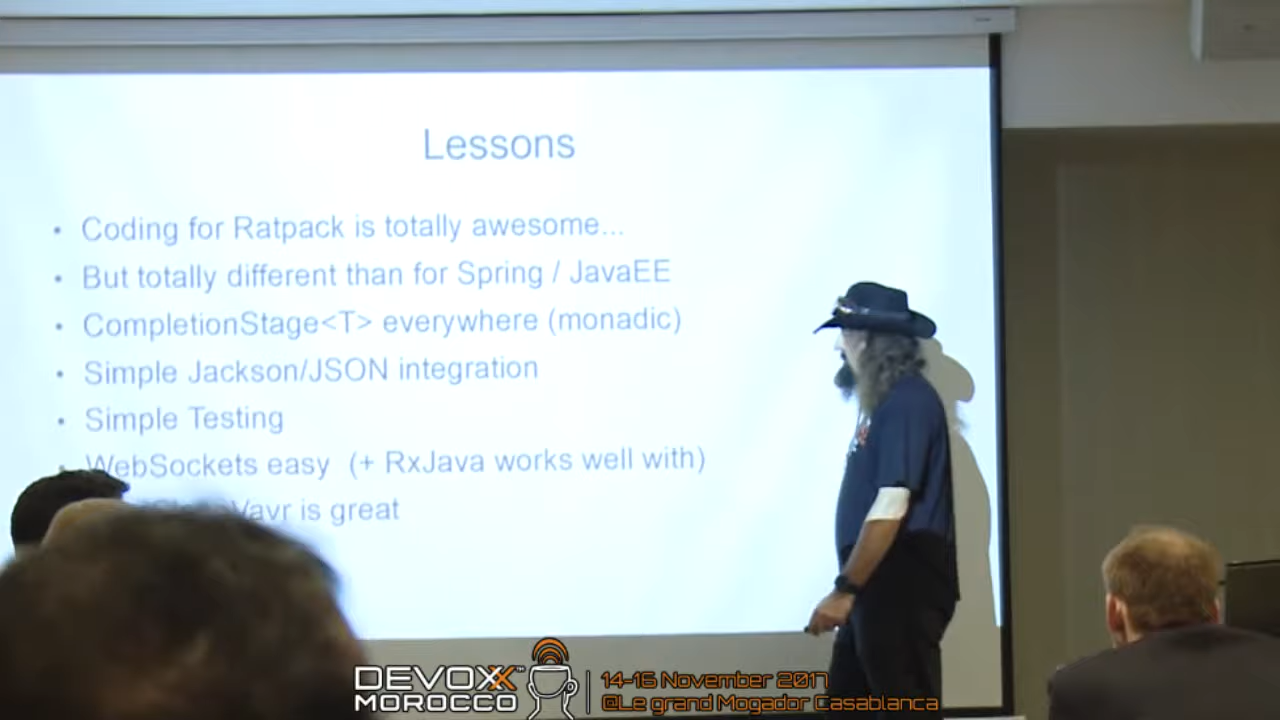 Lessons
• Coding for Ratpack is totally awesome...
• But totally different than for Spring / JavaEE
• CompletionStage<T> everywhere (monadic)
• Simple Jackson/JSON integration
• Simple Testing
• WebSockets easy (+ RxJava works well with)
Vavr is great
DEVOXX™
MOROCCO
14-16 November 2017
@Le grand Mogador Casablanca